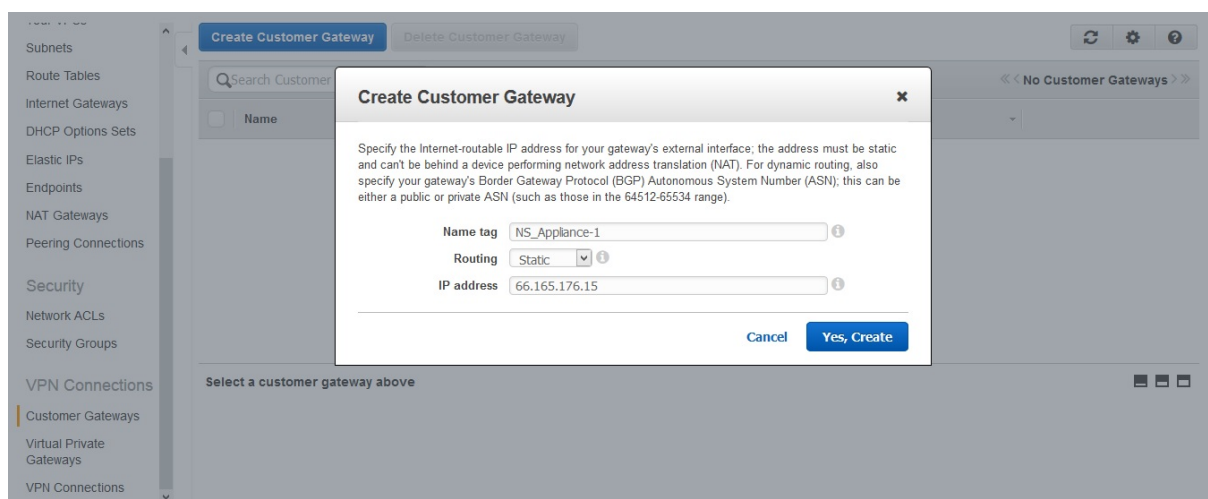 Your VPCs
Subnets
Route Tables
Internet Gateways
DHCP Options Sets
Elastic IPs
Endpoints
NAT Gateways
Peering Connections
Security
Network ACLs
Security Groups
VPN Connections
Customer Gateways
Virtual Private
Gateways
VPN Connections
Create Customer Gateway
Delete Customer Gateway
Search Customer
« < No Customer Gateways > »
Name
Create Customer Gateway
Specify the Internet-routable IP address for your gateway's external interface; the address must be static
and can't be behind a device performing network address translation (NAT). For dynamic routing, also
specify your gateway's Border Gateway Protocol (BGP) Autonomous System Number (ASN); this can be
either a public or private ASN (such as those in the 64512-65534 range).
Name tag NS_Appliance-1
Routing Static
IP address 66.165.176.15
Cancel Yes, Create
Select a customer gateway above